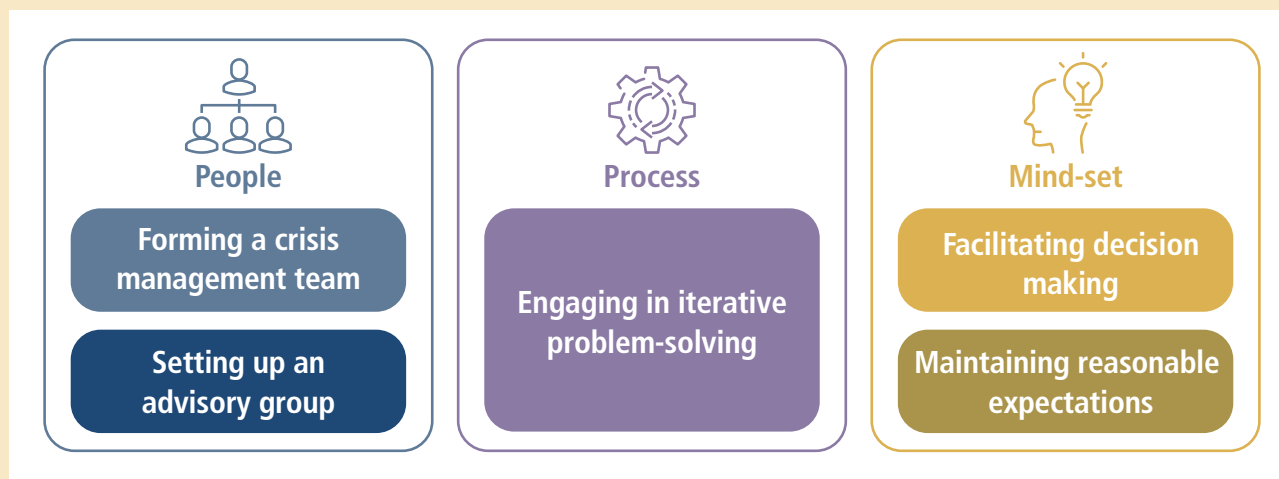 People
Forming a crisis
management team
Setting up an
advisory group
Process
Engaging in iterative
problem-solving
Mind-set
Facilitating decision
making
Maintaining reasonable
expectations